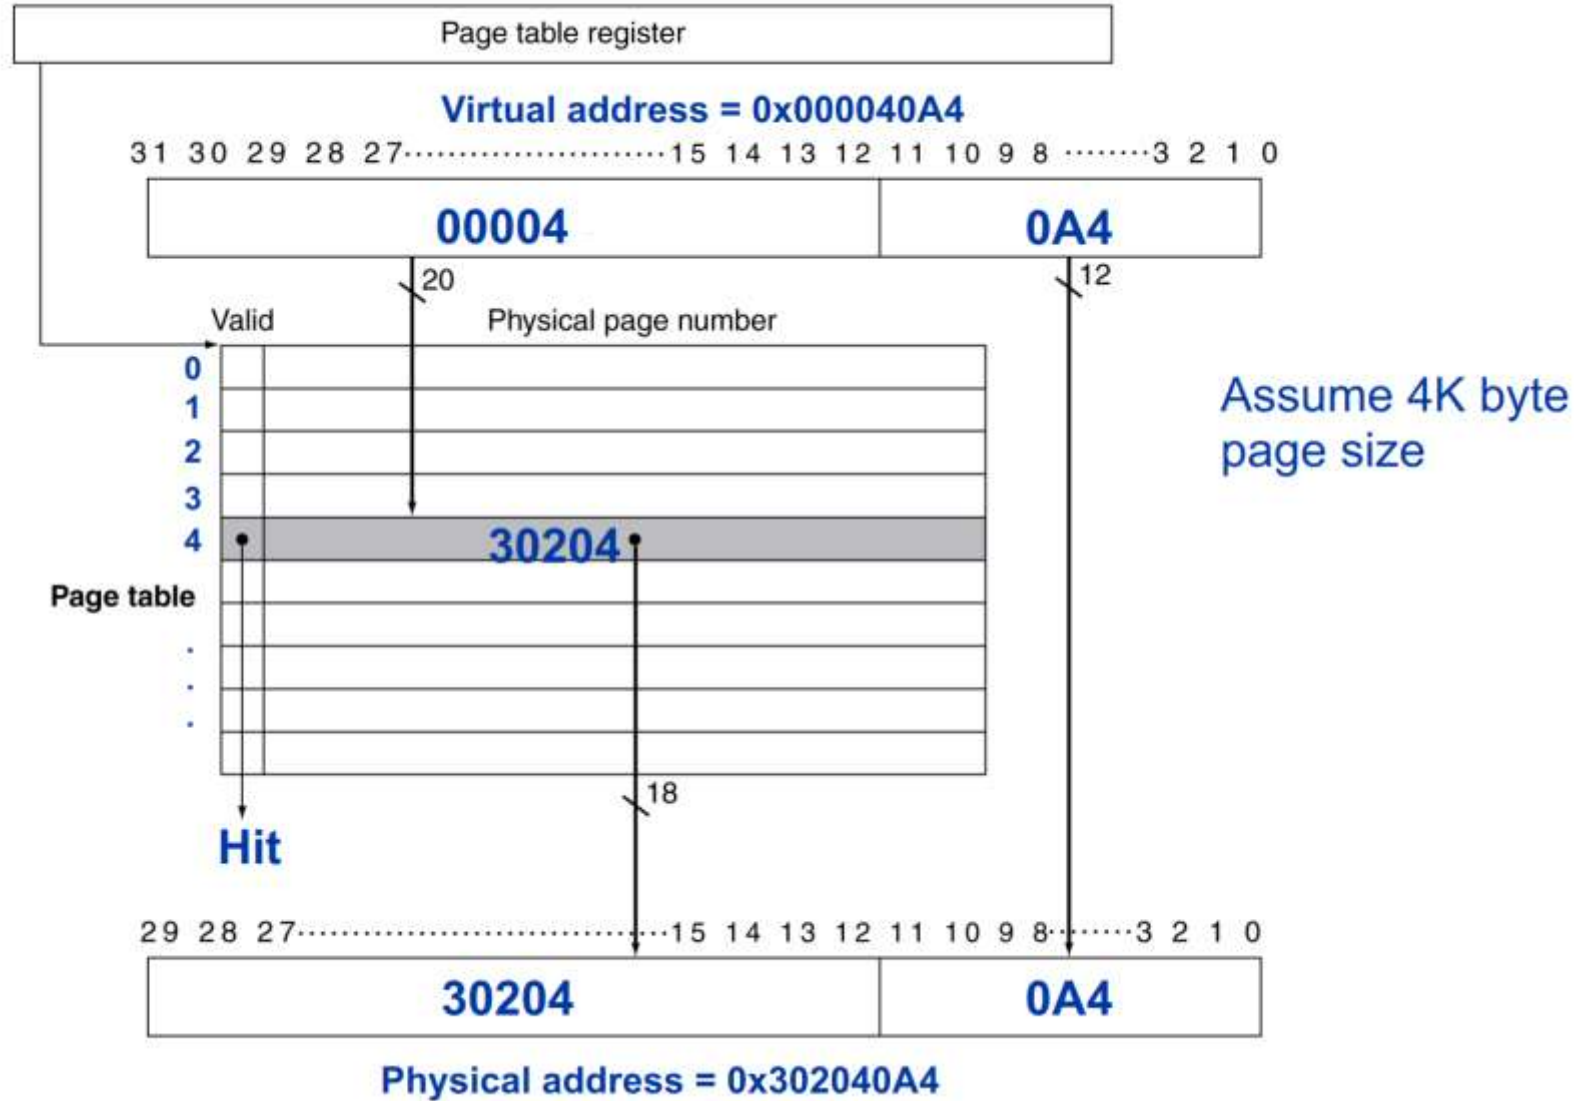 Page table register
Virtual address = 0x000040A4
31 30 29 28 27························15 14 13 12 11 10 9 8 ········3 2 1 0
00004 0A4
20 12
Valid Physical page number
0
1
2
3
4 30204
Assume 4K byte
page size
Page table
.
.
.
18
Hit
29 28 27·································15 14 13 12 11 10 9 8·······3 2 1 0
30204 0A4
Physical address = 0x302040A4